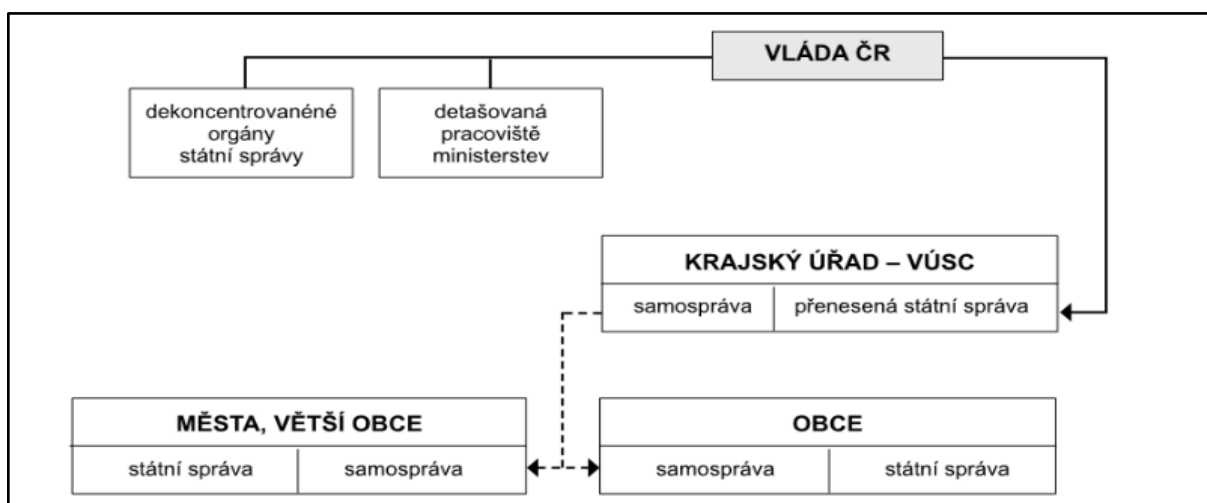 VLÁDA ČR
dekoncentrovanéné
orgány
státní správy
detašovaná
pracoviště
ministerstev
KRAJSKÝ ÚŘAD – VÚSC
samospráva
přenesená státní správa
MĚSTA, VĚTŠÍ OBCE
státní správa
samospráva
OBCE
samospráva
státní správa